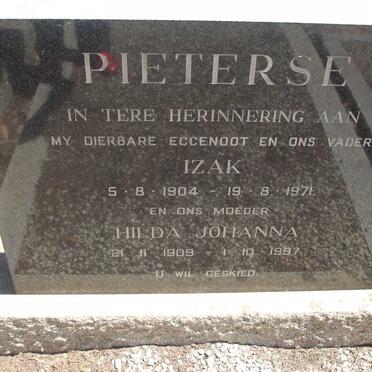 PIETERSE
IN TERE HERINNERING AAN
MY DIERBARE EGGENOOT EN ONS VADER
IZAK
5 - 8 - 1904 - 19 - 8 - 1971
EN ONS MOEDER
HILDA JOHANNA
21 - 11 - 1909 - 1 - 10 - 1997
U WIL GESKIED